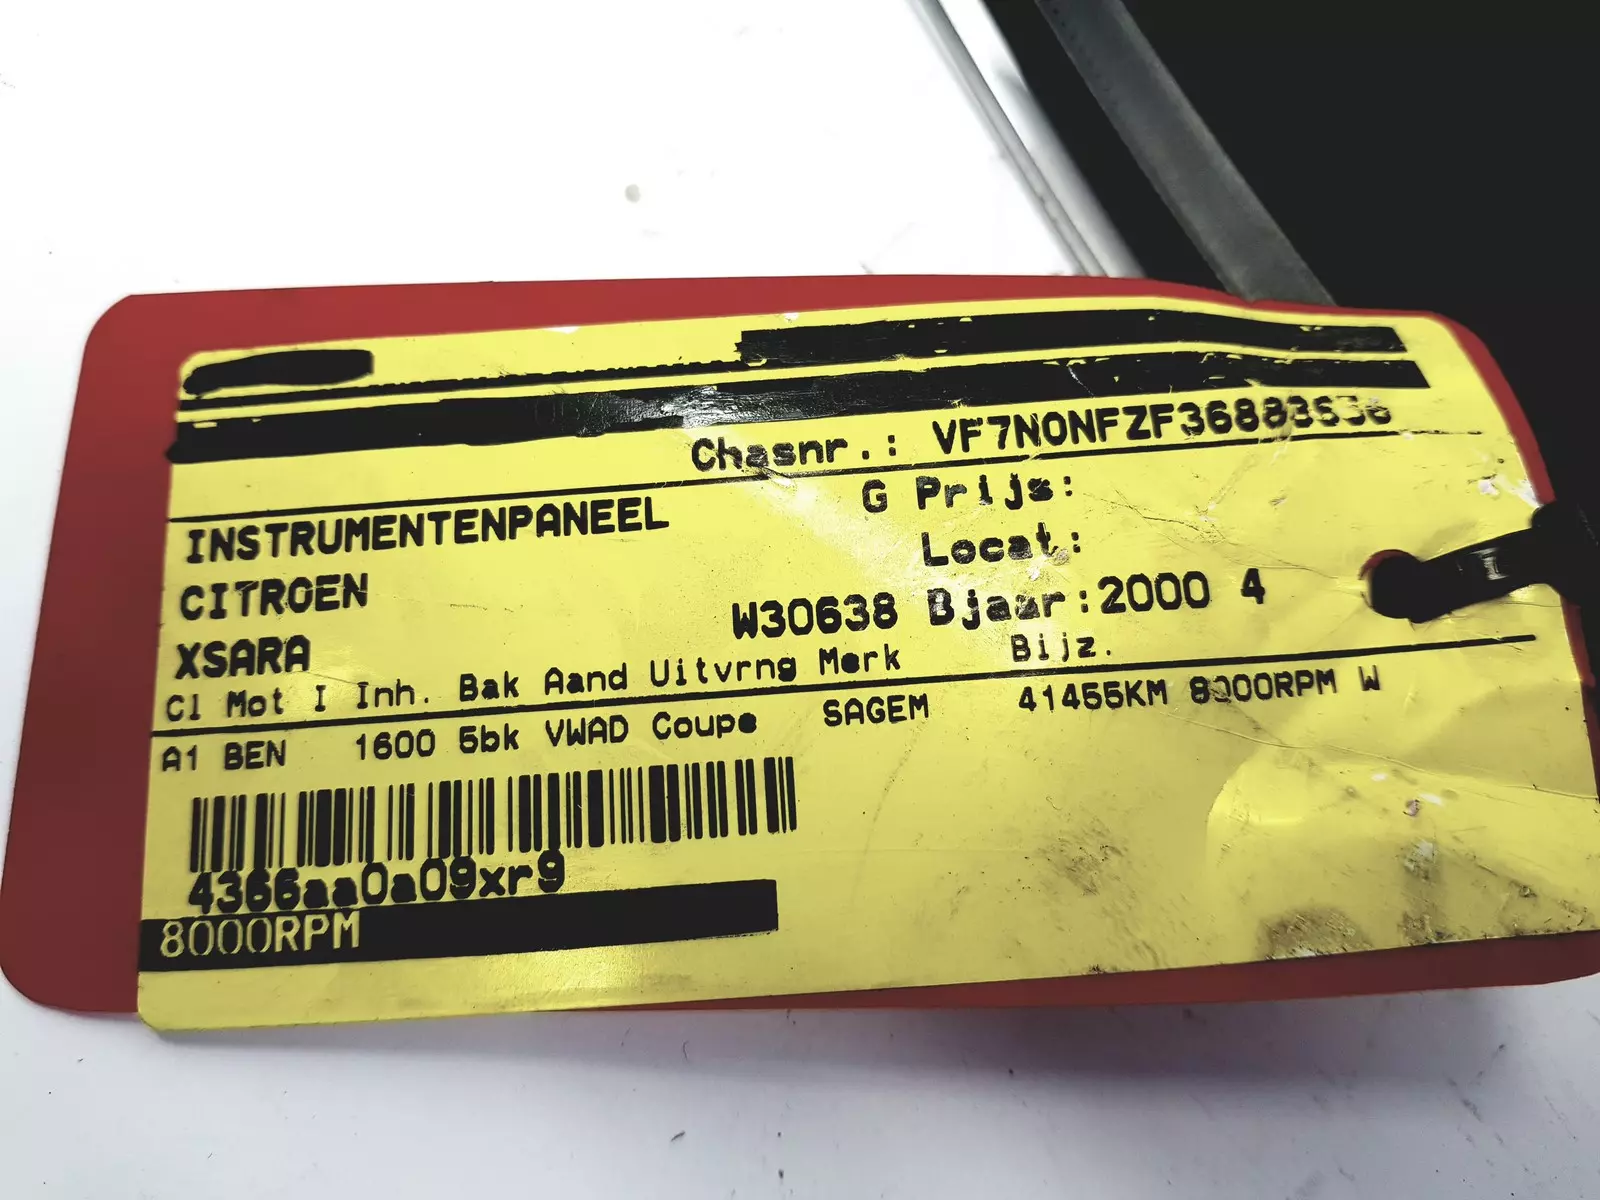 Chasnr.: VF7N0NFZF36883636
INSTRUMENTENPANEEL
G Prijs:
CITROEN
Locat:
XSARA
W30638 Bjaar:2000 4
Cl Mot I Inh. Bak Aand Uitvrng Merk Bijz.
A1 BEN 1600 5bk VWAD Coupe SAGEM 41455KM 8000RPM W
4366aa0a09xr9
8000RPM